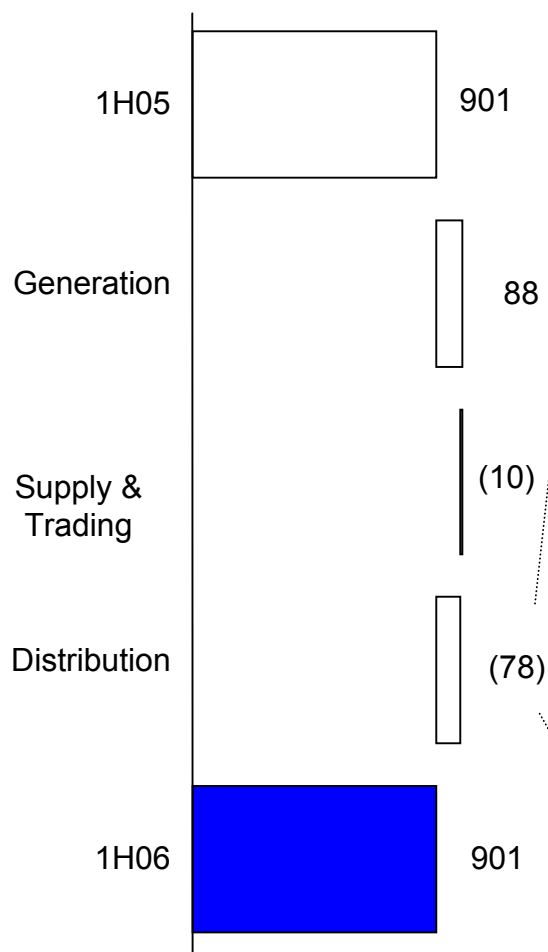 1H05 901
Generation 88
Supply &
Trading
(10)
Distribution (78)
1H06 901